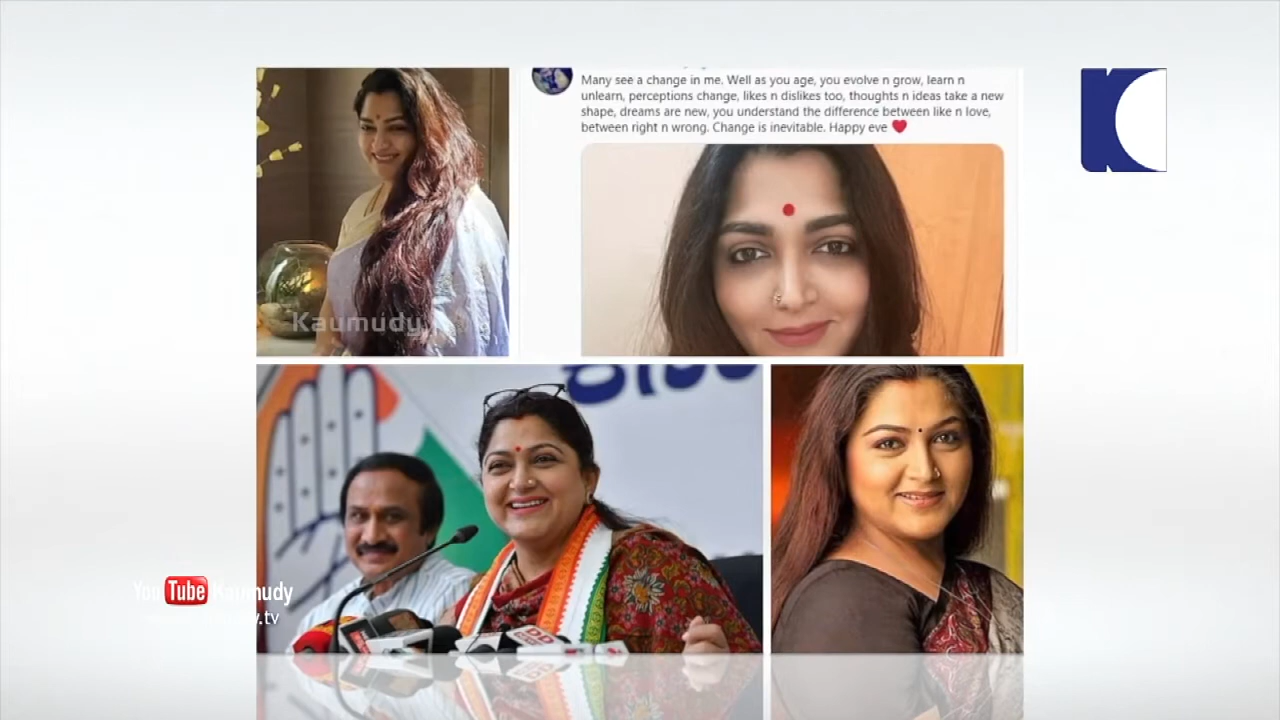 Many see a change in me. Well as you age, you evolve n grow, learn n
unlearn, perceptions change, likes n dislikes too, thoughts n ideas take a new
shape, dreams are new, you understand the difference between like n love,
between right n wrong. Change is inevitable. Happy eve ❤
Kaumudy
YouTube Kaumudy
DD